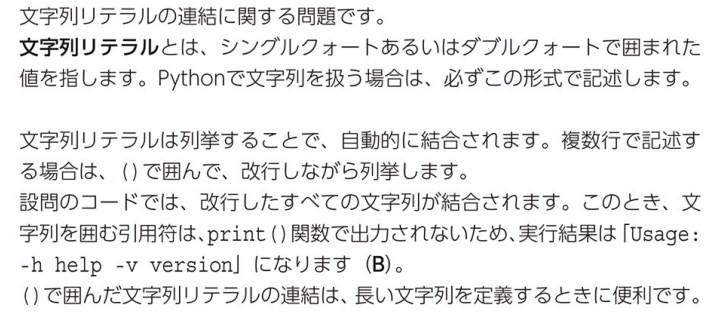 文字列リテラルの連結に関する問題です。
文字列リテラルとは、シングルクォートあるいはダブルクォートで囲まれた
値を指します。Pythonで文字列を扱う場合は、必ずこの形式で記述します。
文字列リテラルは列挙することで、自動的に結合されます。複数行で記述す
る場合は、()で囲んで、改行しながら列挙します。
設問のコードでは、改行したすべての文字列が結合されます。このとき、文
字列を囲む引用符は、print()関数で出力されないため、実行結果は「Usage:
-h help -v version」になります（B）。
()で囲んだ文字列リテラルの連結は、長い文字列を定義するときに便利です。